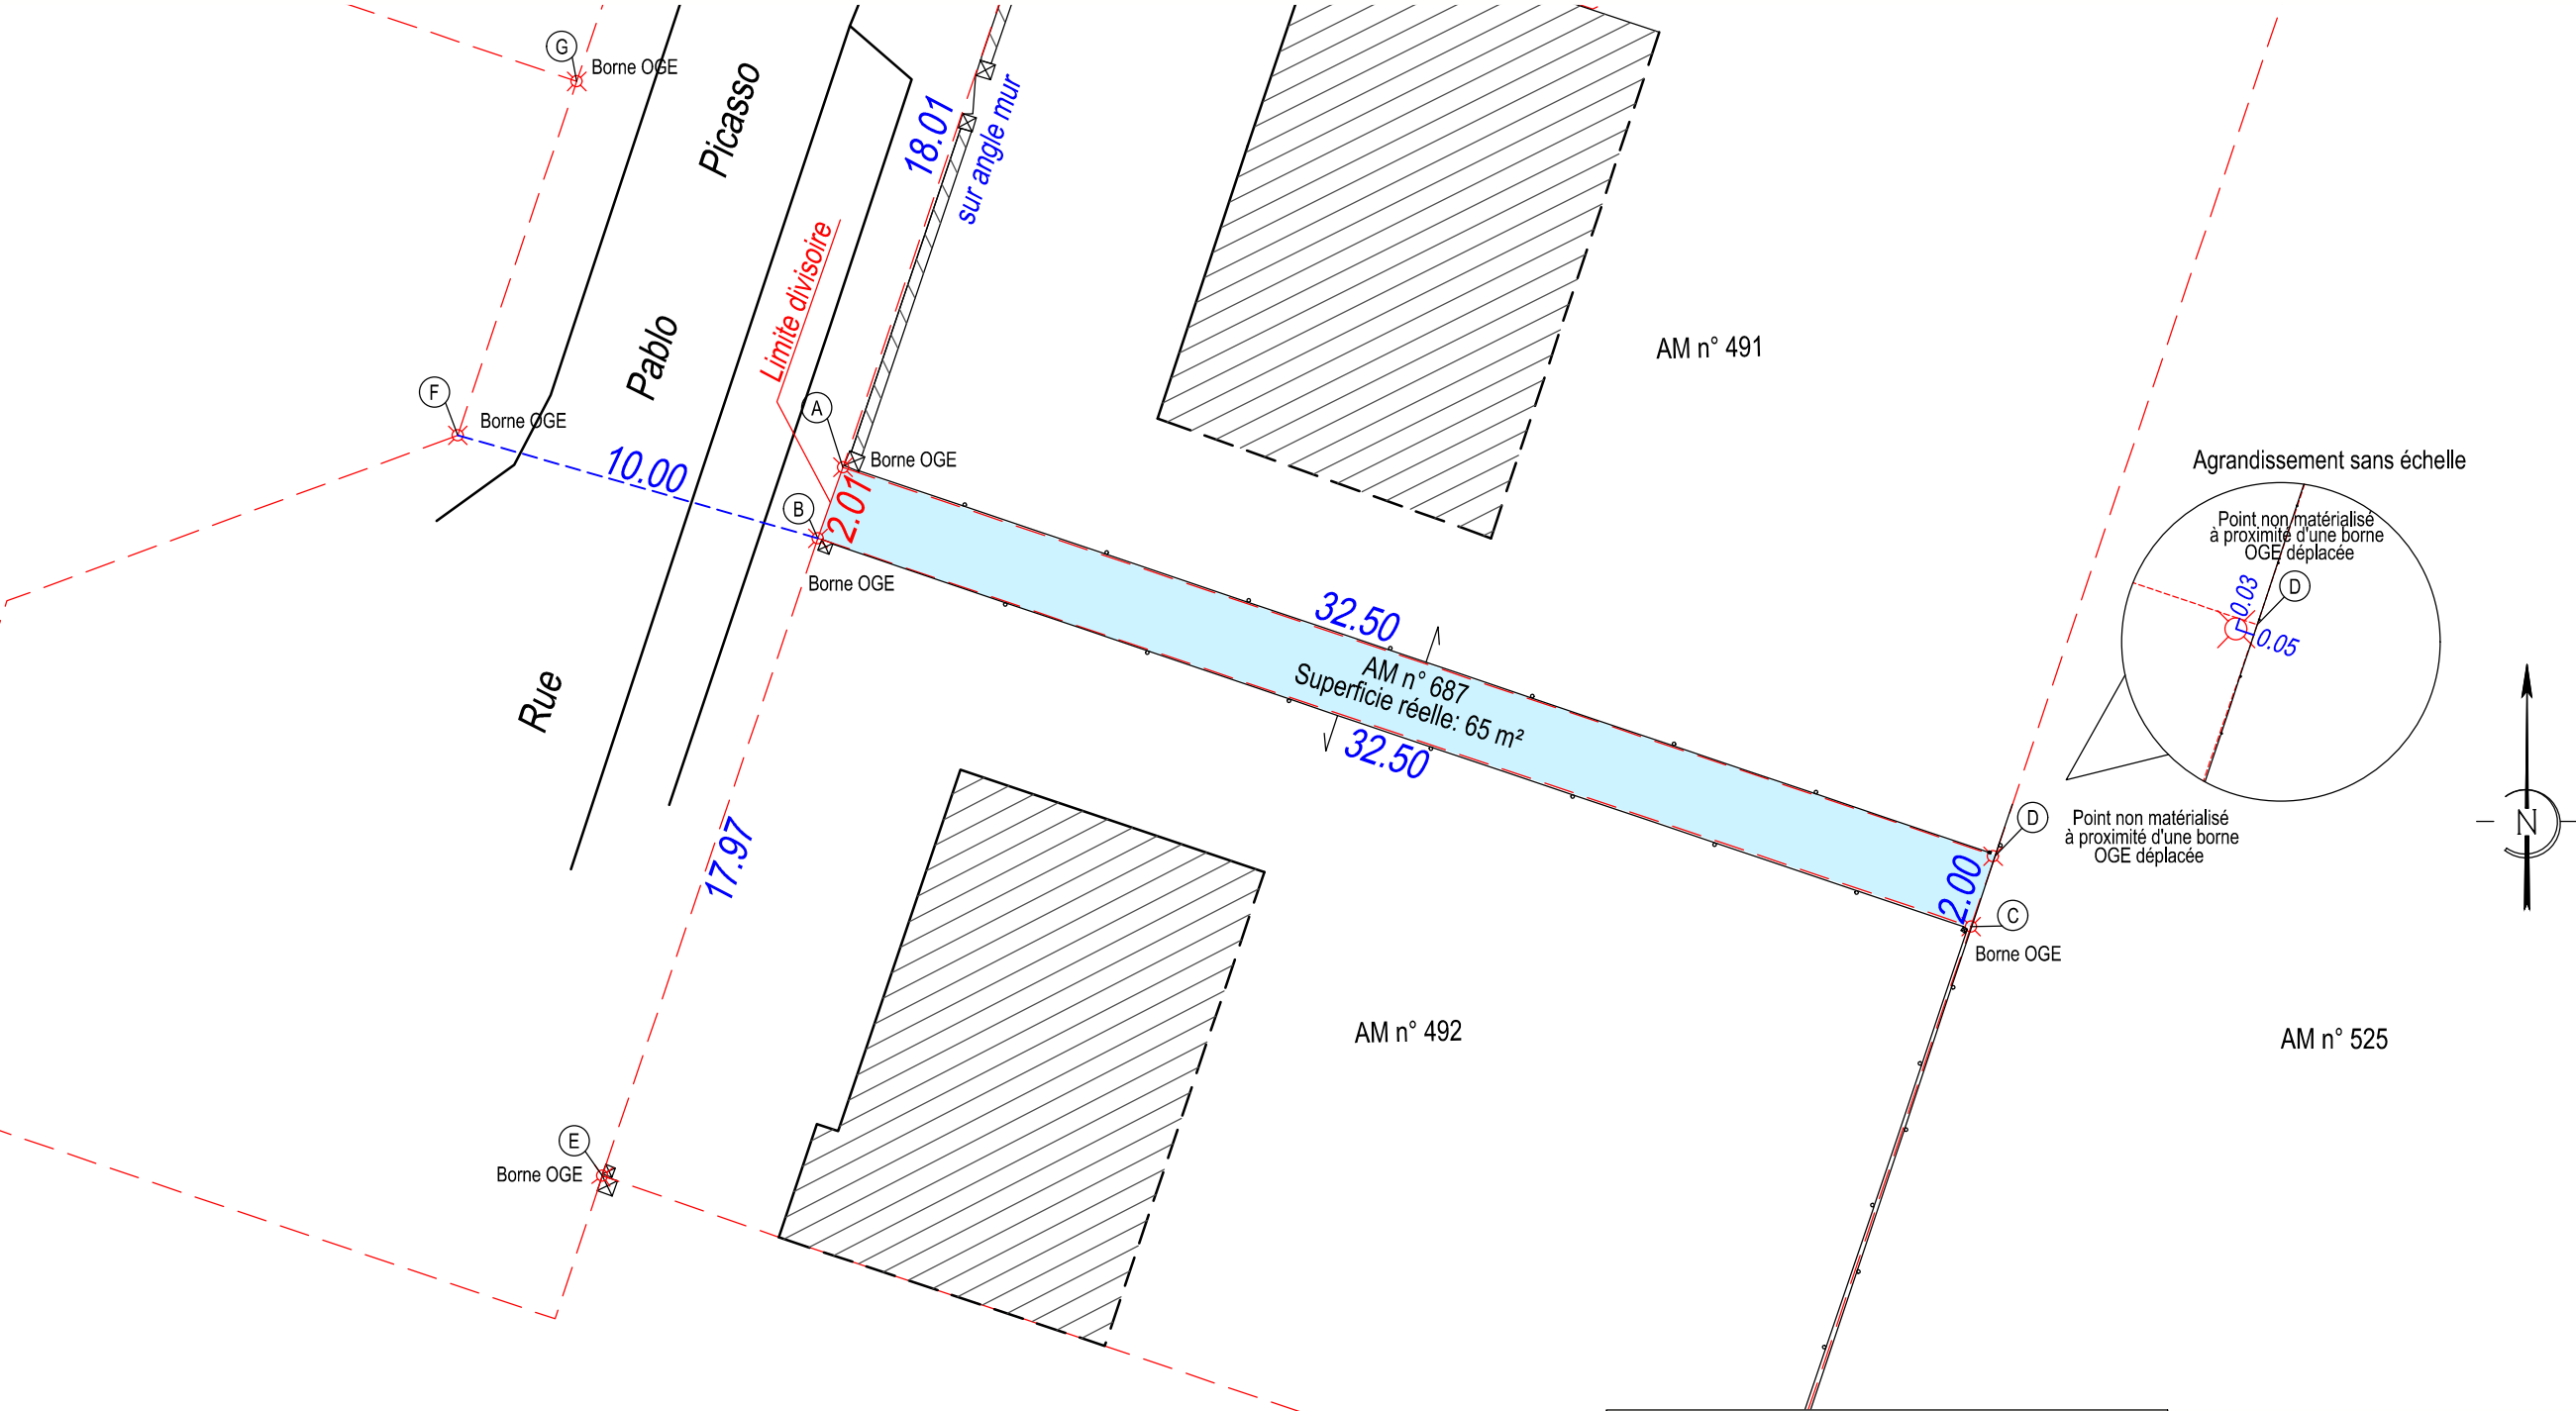 G
Borne OGE
Picasso
18.01
sur angle mur
Limite divisoire
Pablo
AM n° 491
F
Borne OGE
A
Borne OGE
10.00
B
2.01
Borne OGE
Agrandissement sans échelle
Point non matérialisé
à proximité d'une borne
OGE déplacée
D
0.03
0.05
32.50
AM n° 687
Superficie réelle: 65 m²
32.50
Rue
N
D
Point non matérialisé
à proximité d'une borne
OGE déplacée
2.00
C
Borne OGE
17.97
AM n° 492
AM n° 525
E
Borne OGE